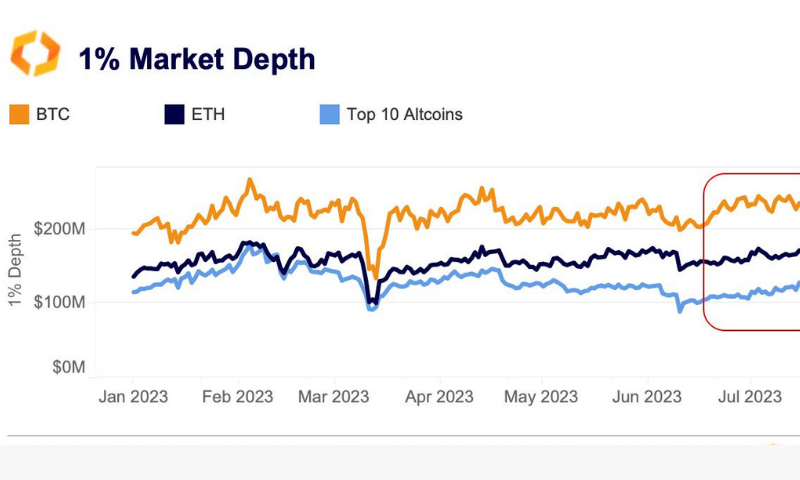 1% Market Depth
BTC
ETH
Top 10 Altcoins
1% Depth
$200M
$100M
$0M
Jan 2023
Feb 2023
Mar 2023
Apr 2023
May 2023
Jun 2023
Jul 2023